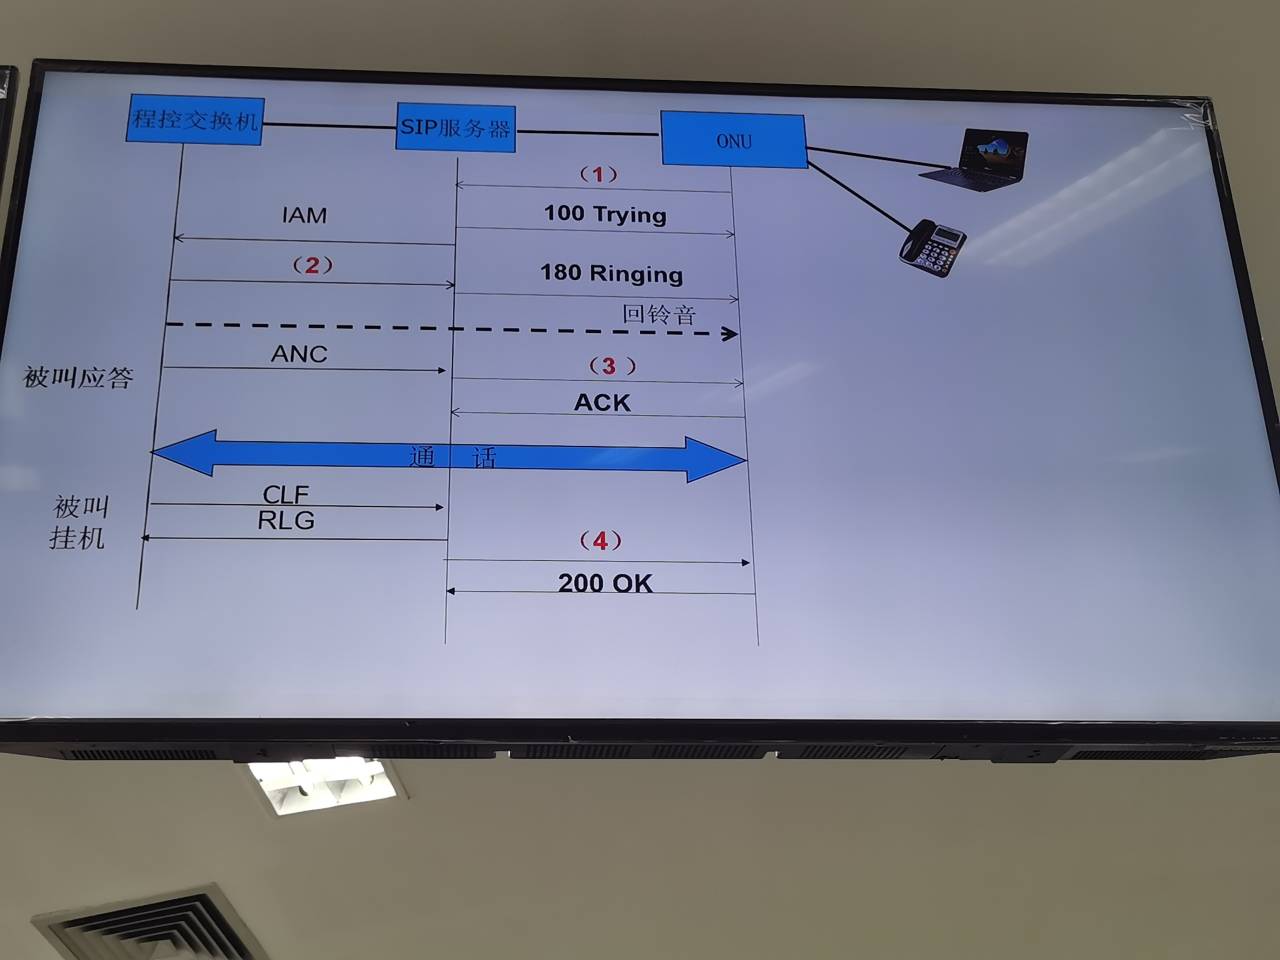 程控交换机
SIP服务器
ONU
（1）
IAM
100 Trying
（2）
180 Ringing
回铃音
ANC
被叫应答
（3 ）
ACK
通 话
被叫
挂机
CLF
RLG
（4）
200 OK